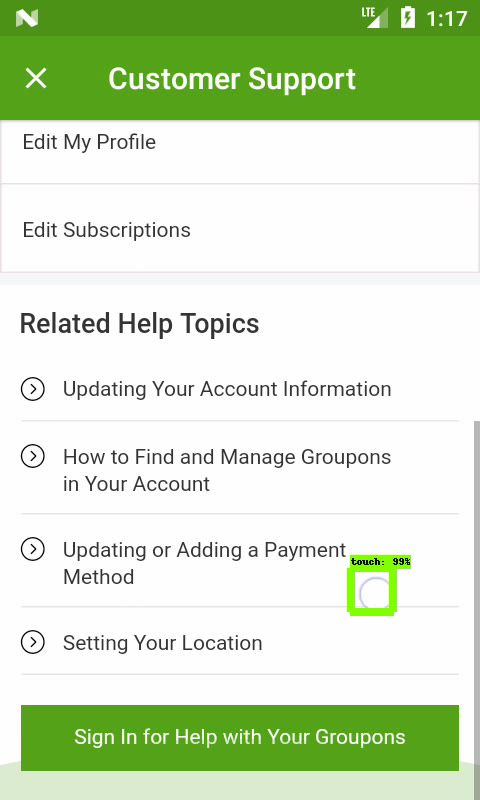 LTE 1:17
Customer Support
Edit My Profile
Edit Subscriptions
Related Help Topics
Updating Your Account Information
How to Find and Manage Groupons
in Your Account
Updating or Adding a Payment
touch: 99%
Method
Setting Your Location
Sign In for Help with Your Groupons